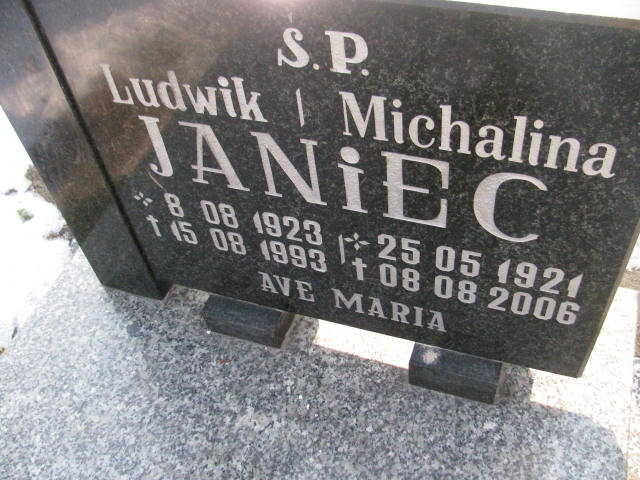 Ś.P.
Ludwik | Michalina
JANiEC
* 8 08 1923 | * 25 05 1921
† 15 08 1993 | † 08 08 2006
AVE MARIA